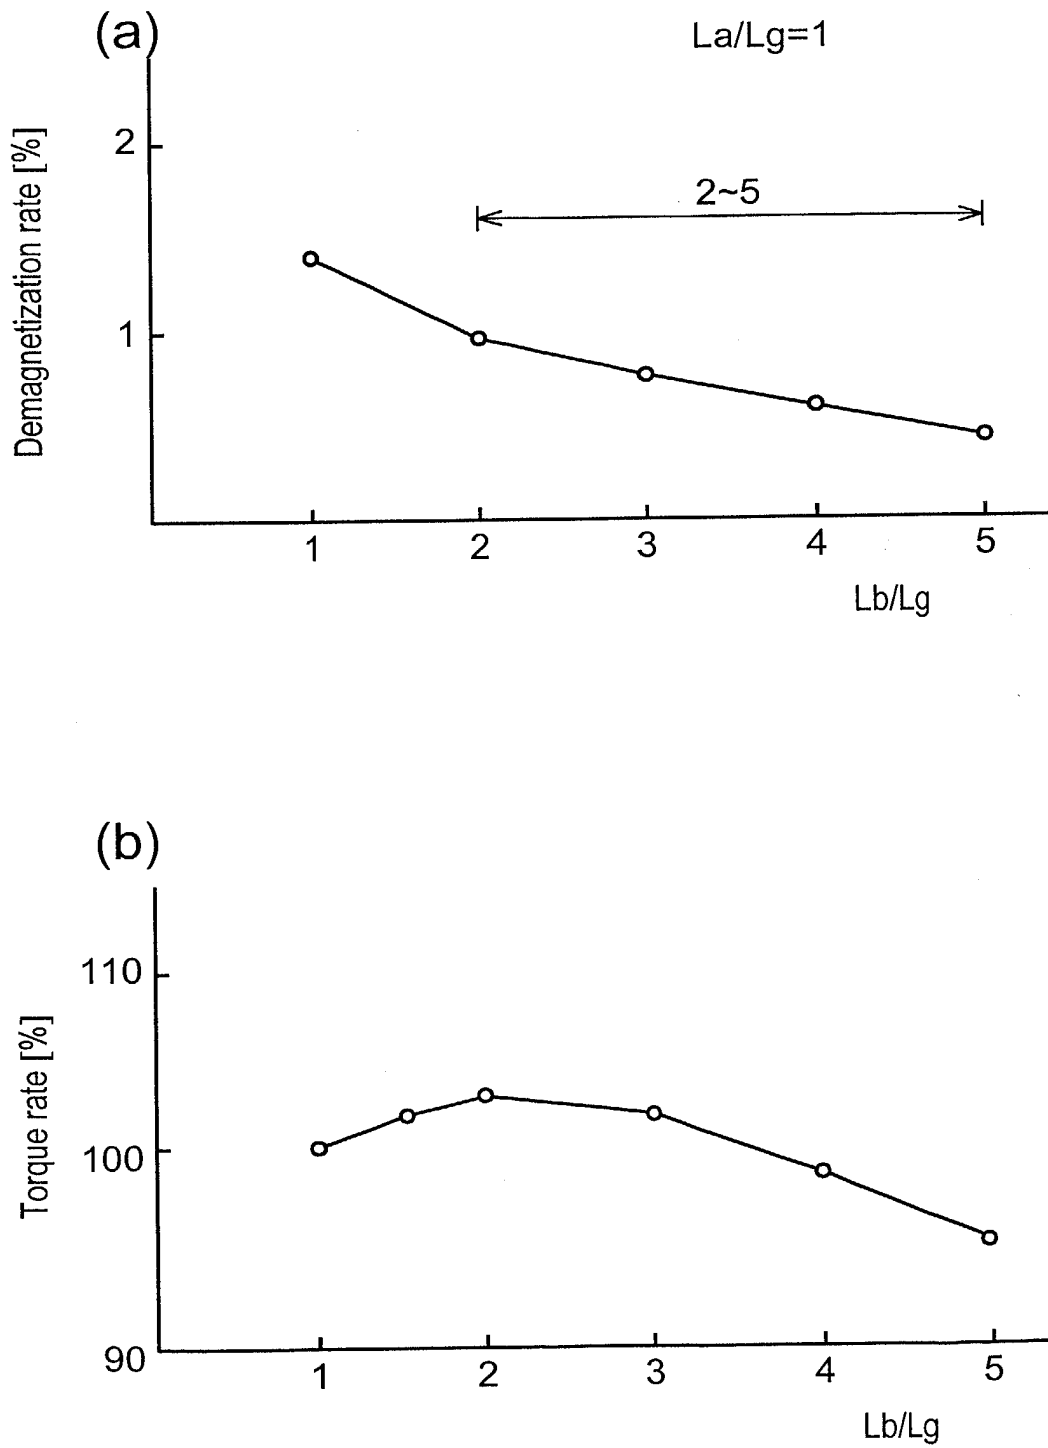 (a)
La/Lg=1
Demagnetization rate [%]
2
2~5
1
1 2 3 4 5
Lb/Lg
(b)
Torque rate [%]
110
100
90
1 2 3 4 5
Lb/Lg